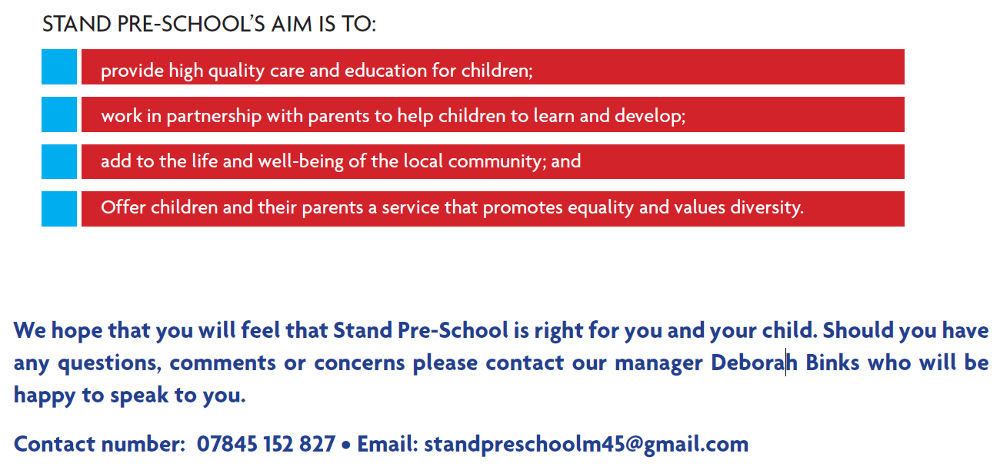 STAND PRE-SCHOOL'S AIM IS TO:
provide high quality care and education for children;
work in partnership with parents to help children to learn and develop;
add to the life and well-being of the local community; and
Offer children and their parents a service that promotes equality and values diversity.
We hope that you will feel that Stand Pre-School is right for you and your child. Should you have
any questions, comments or concerns please contact our manager Deborah Binks who will be
happy to speak to you.
Contact number: 07845 152 827 • Email: standpreschoolm45@gmail.com